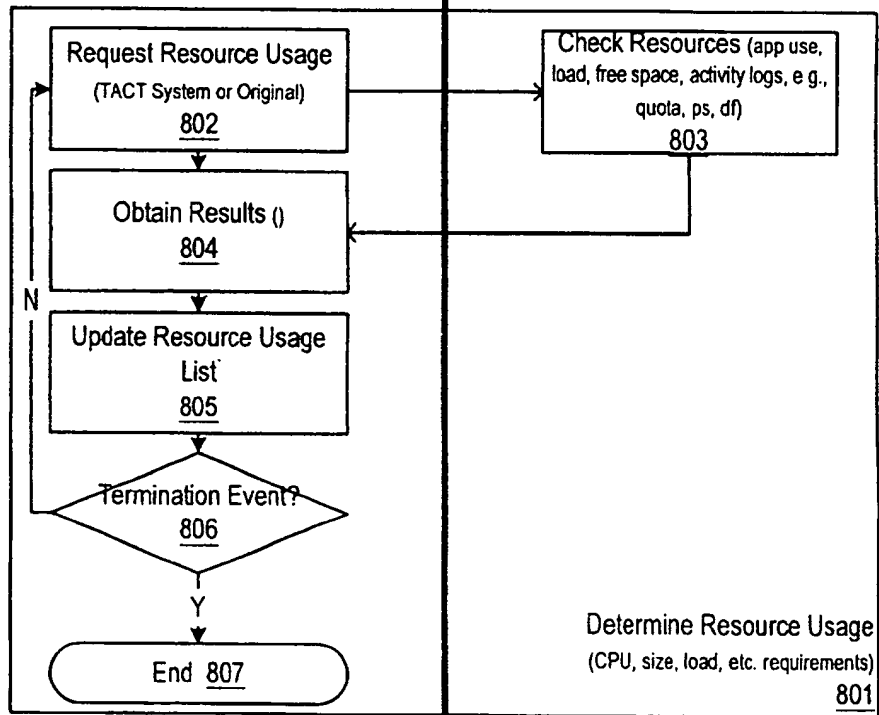 Request Resource Usage
(TACT System or Original)
802
Check Resources (app use,
load, free space, activity logs, e g.,
quota, ps, df)
803
Obtain Results ()
804
N
Update Resource Usage
List
805
Termination Event?
806
Y
End 807
Determine Resource Usage
(CPU, size, load, etc. requirements)
801